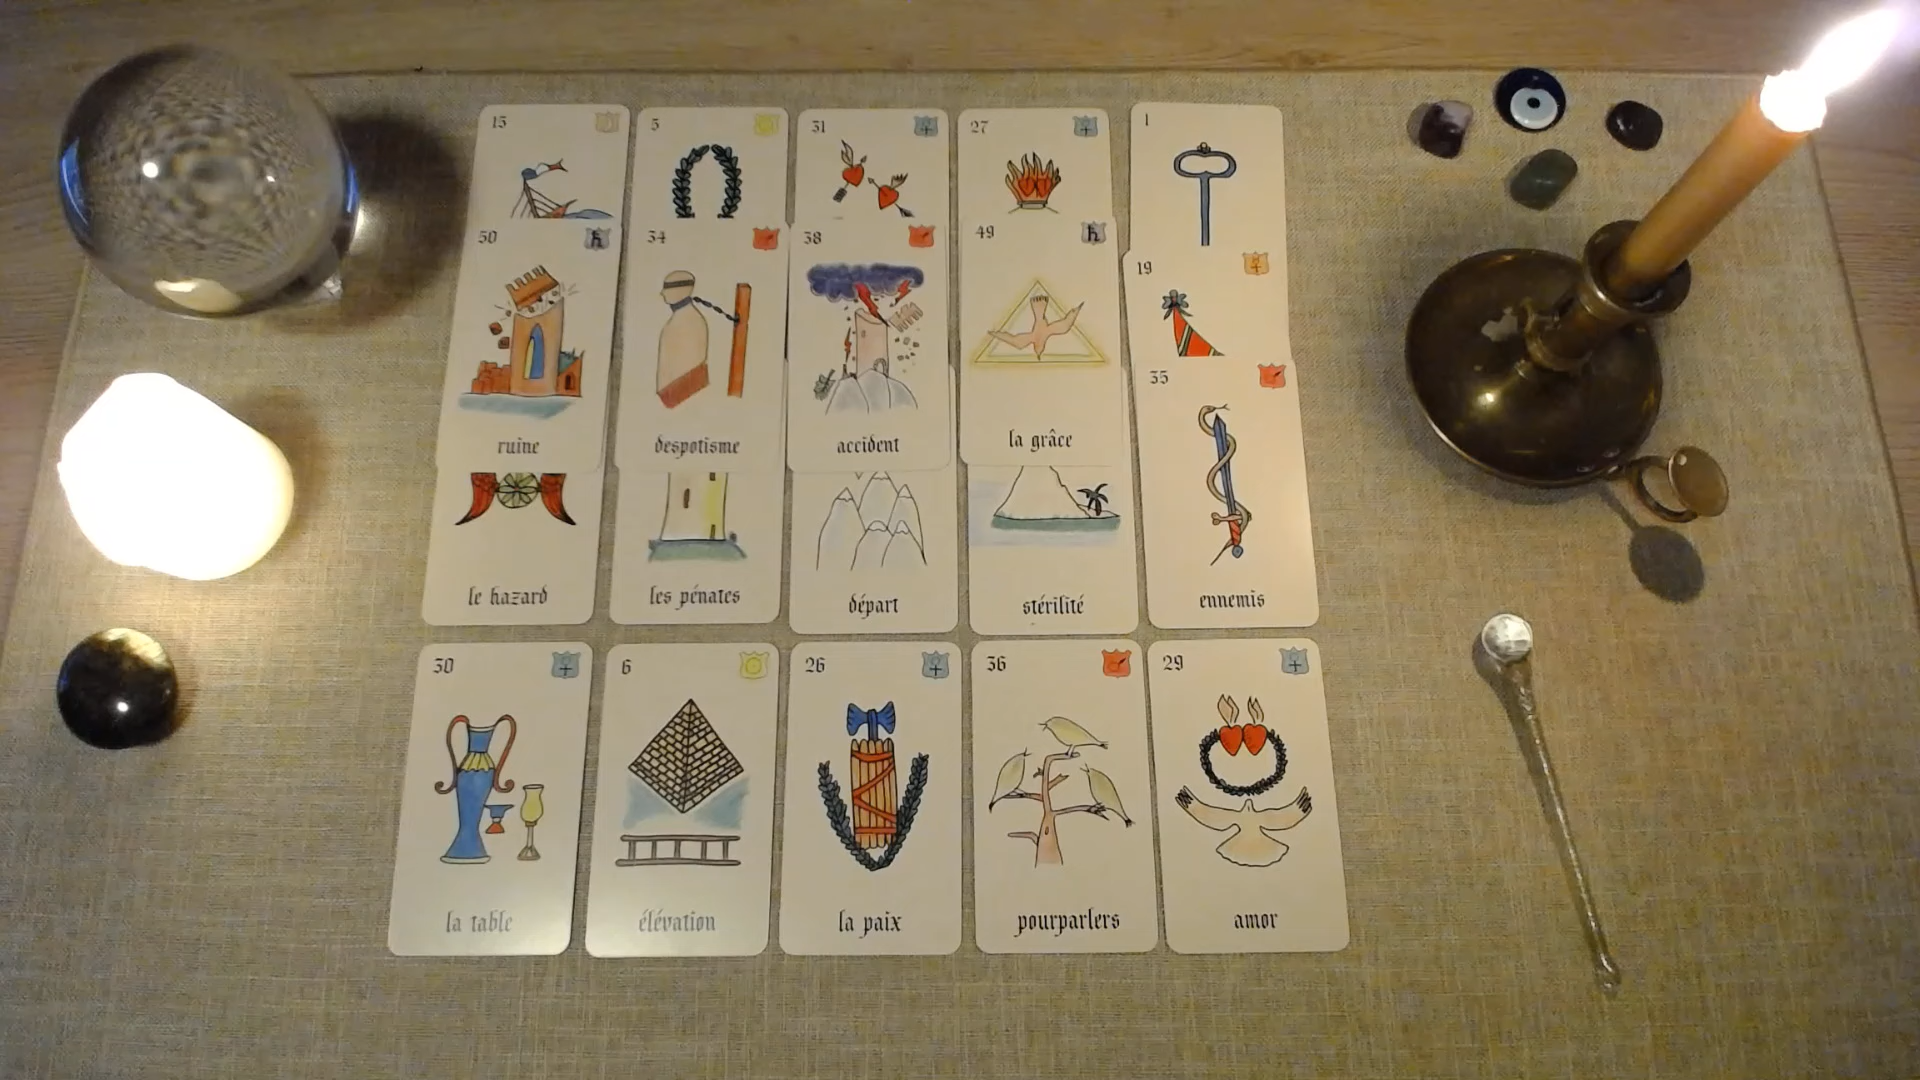 15
5
31
27
1
50
34
38
49
19
35
ruine
despotisme
accident
la grâce
le hazard
les pénates
départ
stérilité
ennemis
30
6
26
36
29
la table
élévation
la paix
pourparlers
amor